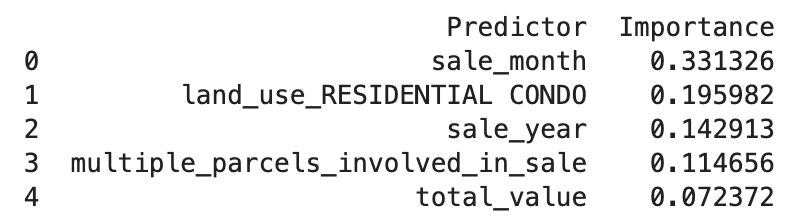 Predictor Importance
0 sale_month 0.331326
1 land_use_RESIDENTIAL CONDO 0.195982
2 sale_year 0.142913
3 multiple_parcels_involved_in_sale 0.114656
4 total_value 0.072372